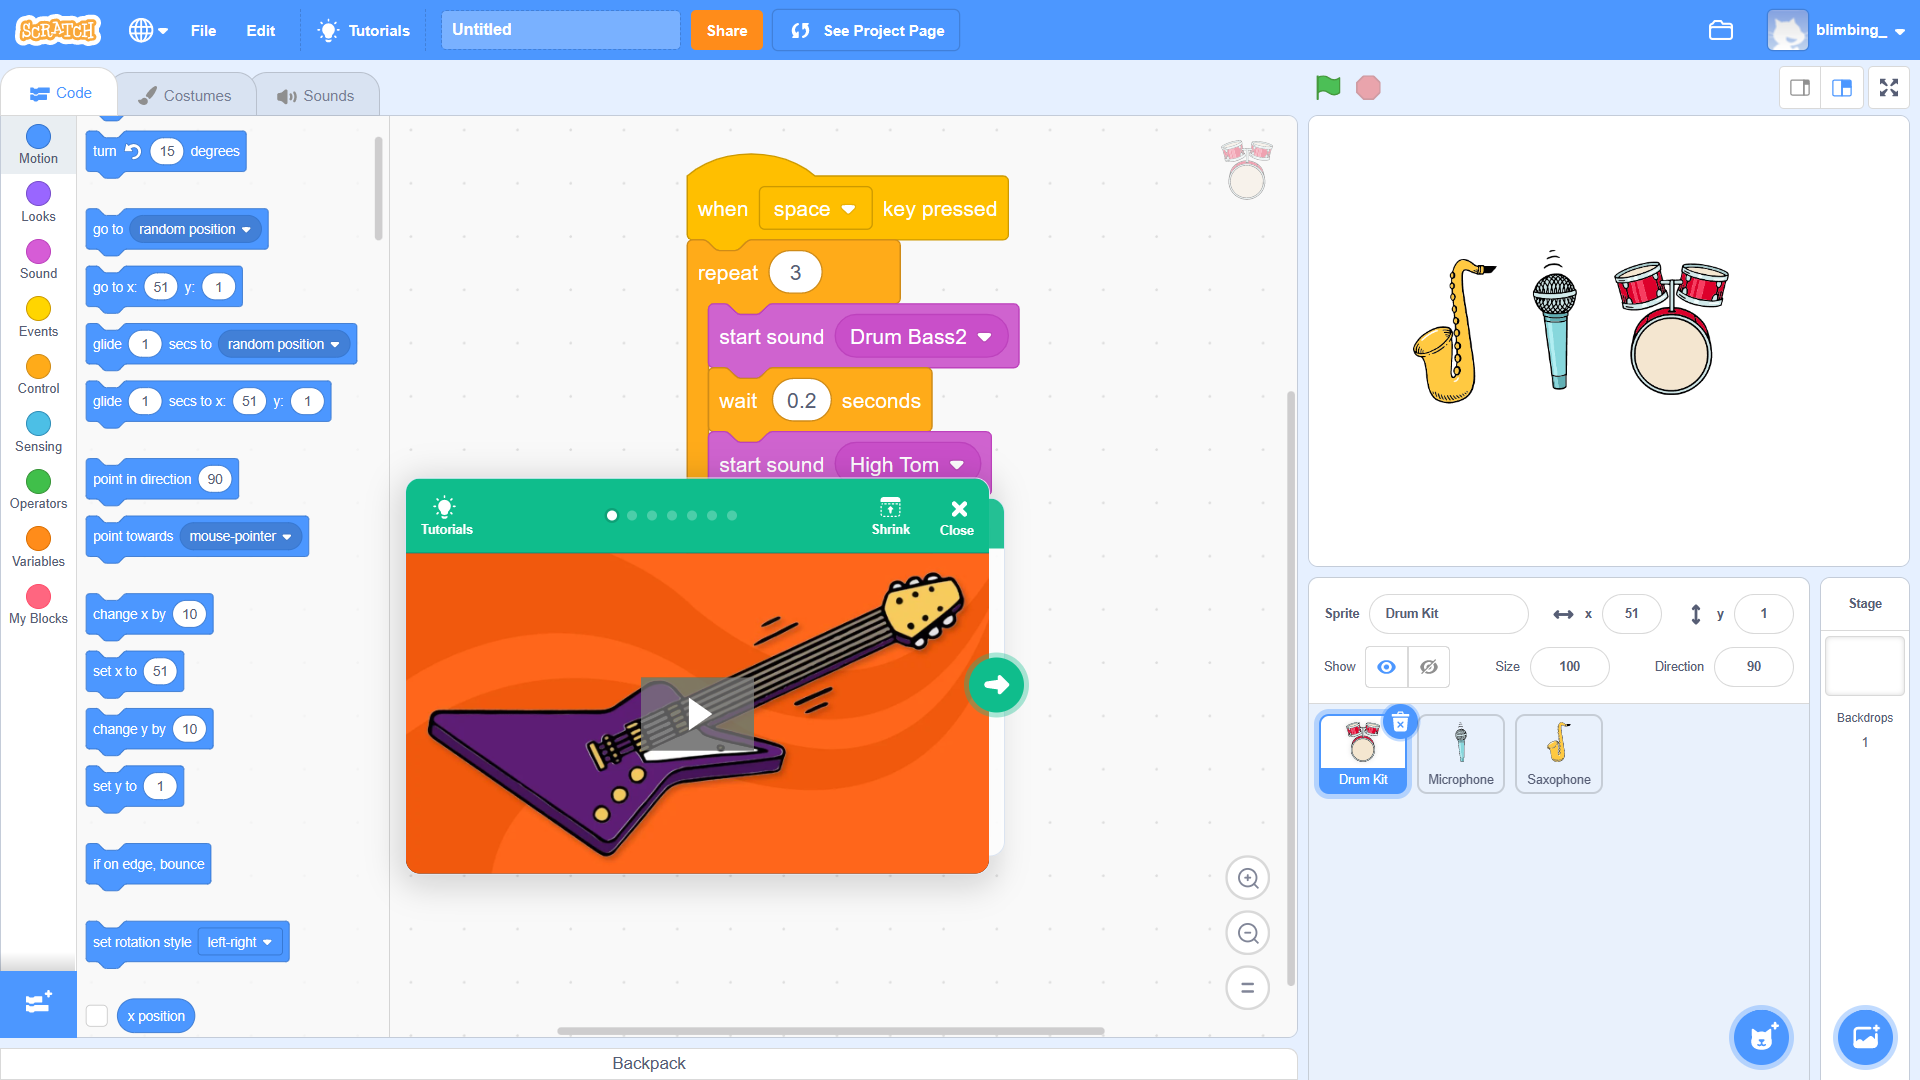 SCRATCH File Edit Tutorials Untitled Share See Project Page blimbing_
Code Costumes Sounds
Motion
Looks
Sound
Events
Control
Sensing
Operators
Variables
My Blocks
turn 15 degrees
go to random position
go to x: 51 y: 1
glide 1 secs to random position
glide 1 secs to x: 51 y: 1
point in direction 90
point towards mouse-pointer
change x by 10
set x to 51
change y by 10
set y to 1
if on edge, bounce
set rotation style left-right
x position
when space key pressed
repeat 3
start sound Drum Bass2
wait 0.2 seconds
start sound High Tom
Tutorials Shrink Close
Backpack
Sprite Drum Kit x 51 y 1
Show Size 100 Direction 90
Drum Kit Microphone Saxophone
Stage
Backdrops
1